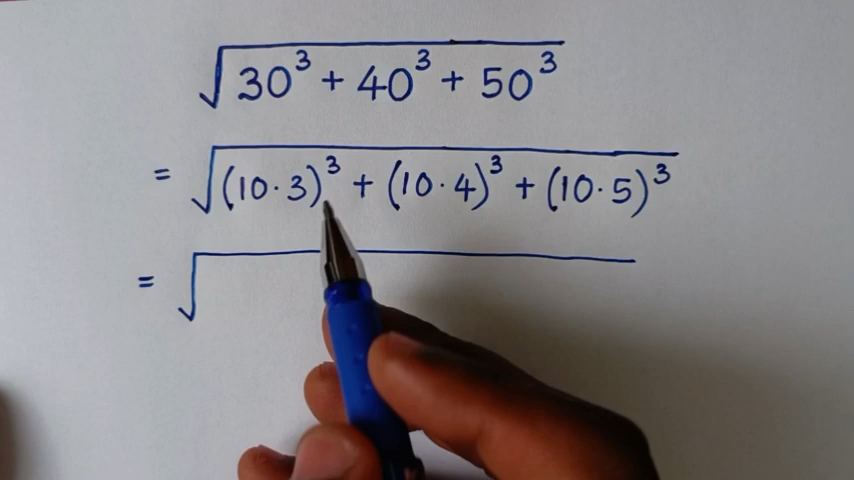 √(30³ + 40³ + 50³)
= √((10·3)³ + (10·4)³ + (10·5)³)
= √